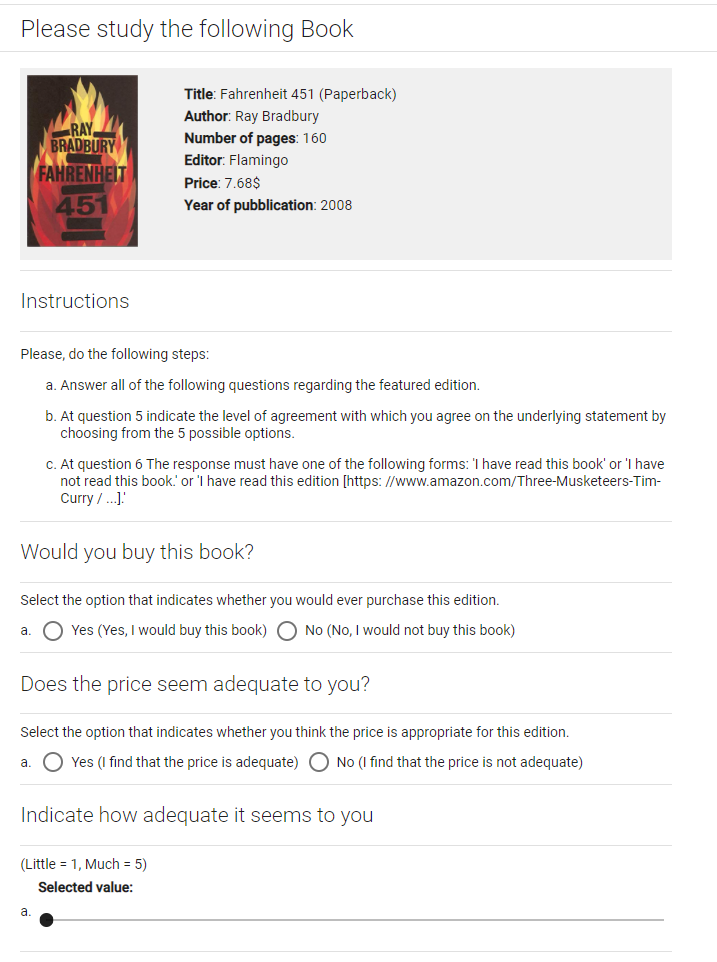 Please study the following Book
RAY
BRADBURY
FAHRENHEIT
451
Title: Fahrenheit 451 (Paperback)
Author: Ray Bradbury
Number of pages: 160
Editor: Flamingo
Price: 7.68$
Year of pubblication: 2008
Instructions
Please, do the following steps:
a. Answer all of the following questions regarding the featured edition.
b. At question 5 indicate the level of agreement with which you agree on the underlying statement by
choosing from the 5 possible options.
c. At question 6 The response must have one of the following forms: 'I have read this book' or 'I have
not read this book.' or 'I have read this edition [https: //www.amazon.com/Three-Musketeers-Tim-
Curry / ...].'
Would you buy this book?
Select the option that indicates whether you would ever purchase this edition.
a. Yes (Yes, I would buy this book) No (No, I would not buy this book)
Does the price seem adequate to you?
Select the option that indicates whether you think the price is appropriate for this edition.
a. Yes (I find that the price is adequate) No (I find that the price is not adequate)
Indicate how adequate it seems to you
(Little = 1, Much = 5)
Selected value:
a.